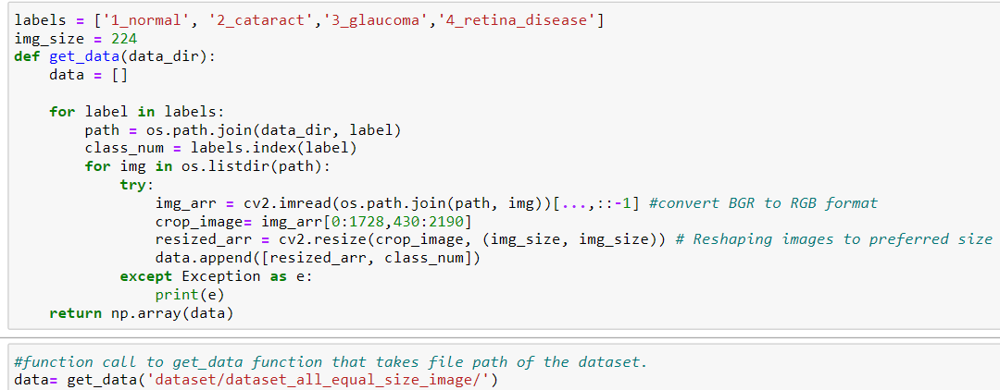 labels = ['1_normal', '2_cataract','3_glaucoma','4_retina_disease']
img_size = 224
def get_data(data_dir):
    data = []

    for label in labels:
        path = os.path.join(data_dir, label)
        class_num = labels.index(label)
        for img in os.listdir(path):
            try:
                img_arr = cv2.imread(os.path.join(path, img))[...,::-1] #convert BGR to RGB format
                crop_image= img_arr[0:1728,430:2190]
                resized_arr = cv2.resize(crop_image, (img_size, img_size)) # Reshaping images to preferred size
                data.append([resized_arr, class_num])
            except Exception as e:
                print(e)
    return np.array(data)

#function call to get_data function that takes file path of the dataset.
data= get_data('dataset/dataset_all_equal_size_image/')